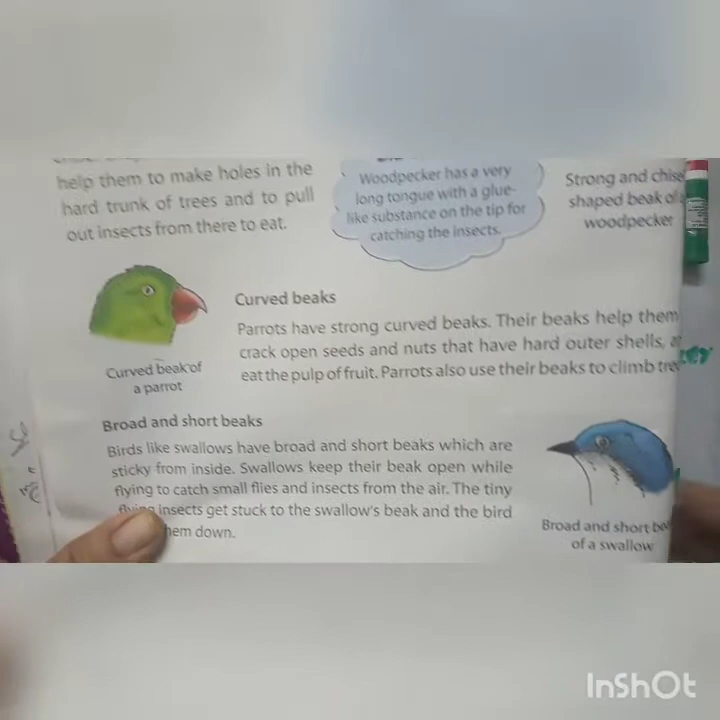 help them to make holes in the
hard trunk of trees and to pull
out insects from there to eat.
Woodpecker has a very
long tongue with a glue-
like substance on the tip for
catching the insects.
Strong and chise
shaped beak of
woodpecker
Curved beaks
Parrots have strong curved beaks. Their beaks help them
crack open seeds and nuts that have hard outer shells,
eat the pulp of fruit. Parrots also use their beaks to climb tre
Curved beak of
a parrot
Broad and short beaks
Birds like swallows have broad and short beaks which are
sticky from inside. Swallows keep their beak open while
flying to catch small flies and insects from the air. The tiny
flying insects get stuck to the swallow's beak and the bird
hem down.
Broad and short be
of a swallow
InShOt